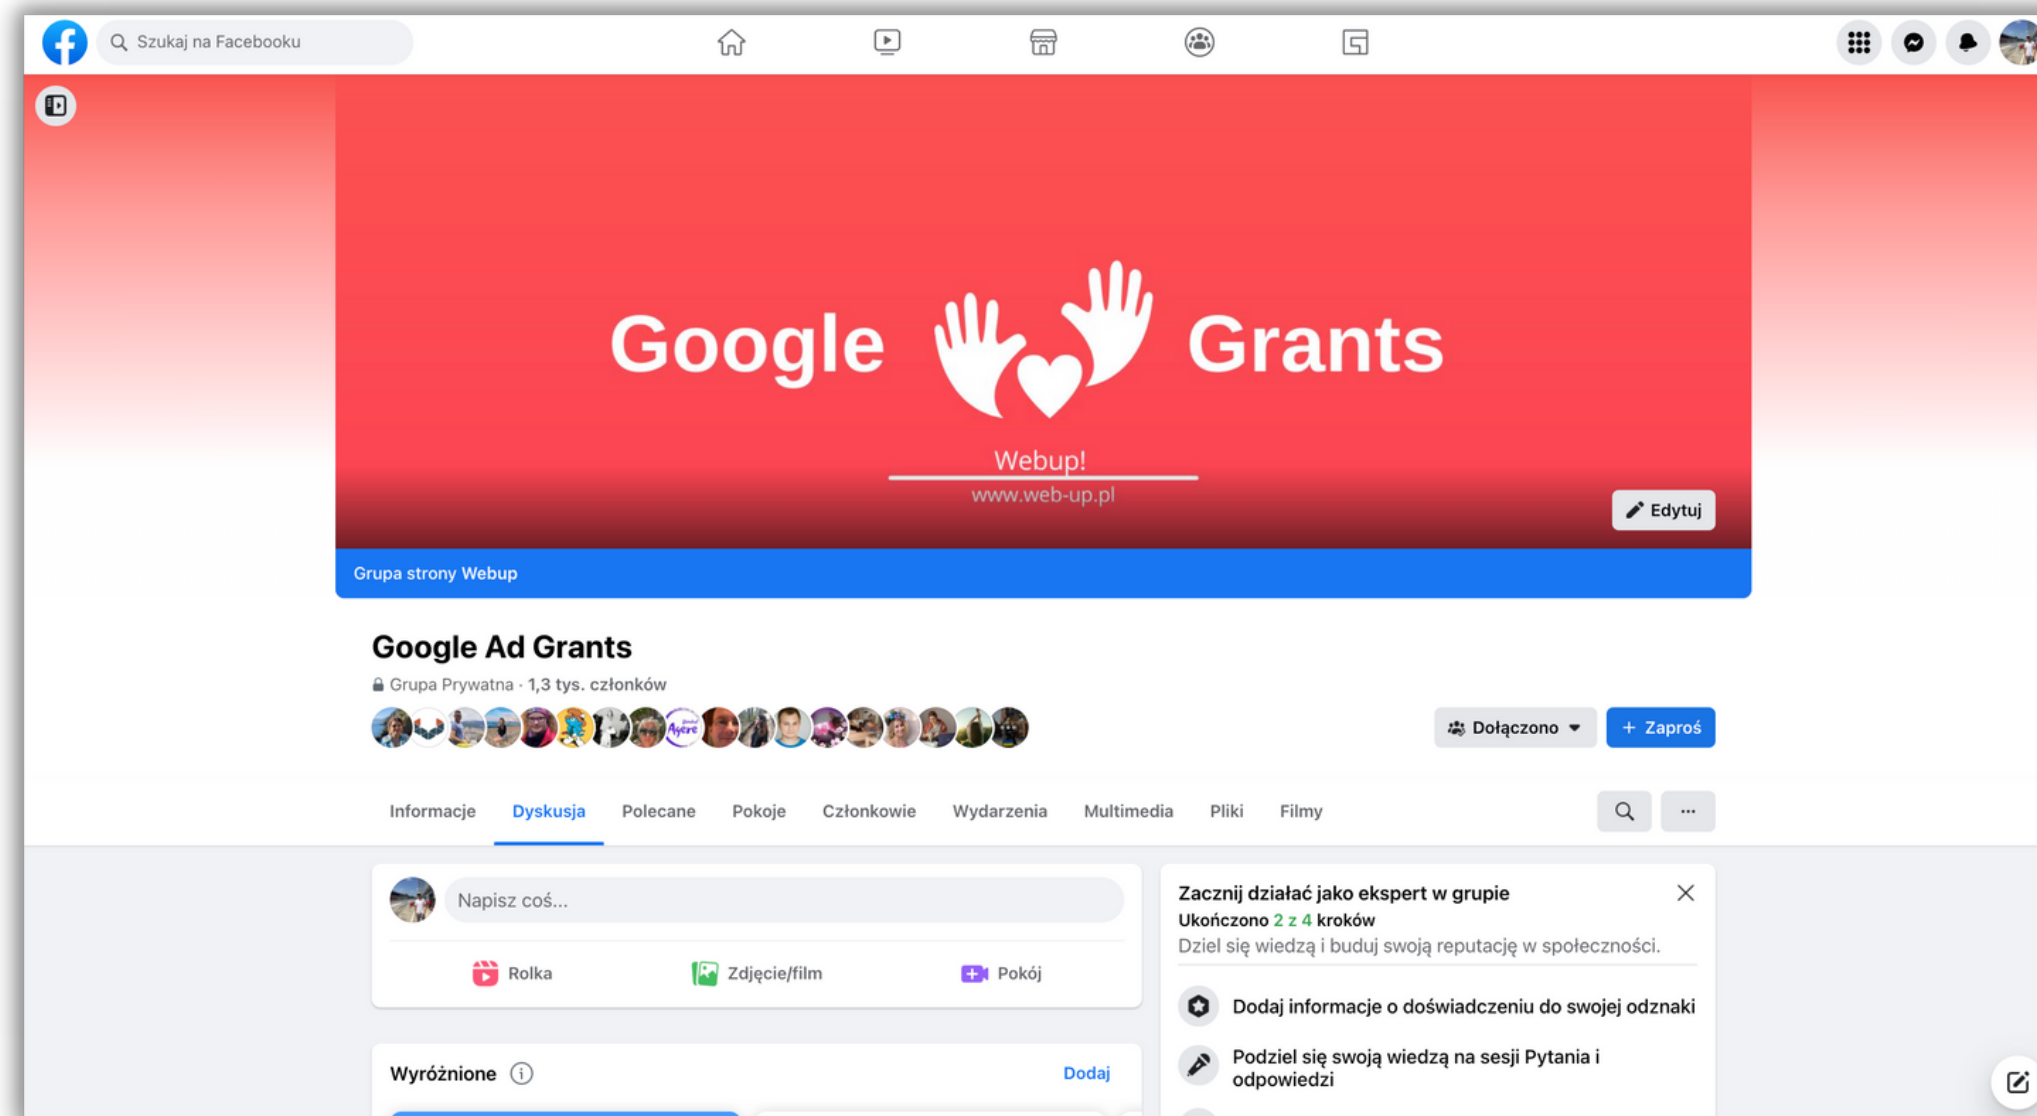 Szukaj na Facebooku
Google Grants
Webup!
www.web-up.pl
Edytuj
Grupa strony Webup
Google Ad Grants
Grupa Prywatna · 1,3 tys. członków
Agere
Dołączono
+ Zaproś
Informacje Dyskusja Polecane Pokoje Członkowie Wydarzenia Multimedia Pliki Filmy
Napisz coś...
Rolka Zdjęcie/film Pokój
Wyróżnione
Dodaj
Zacznij działać jako ekspert w grupie
Ukończono 2 z 4 kroków
Dziel się wiedzą i buduj swoją reputację w społeczności.
Dodaj informacje o doświadczeniu do swojej odznaki
Podziel się swoją wiedzą na sesji Pytania i
odpowiedzi